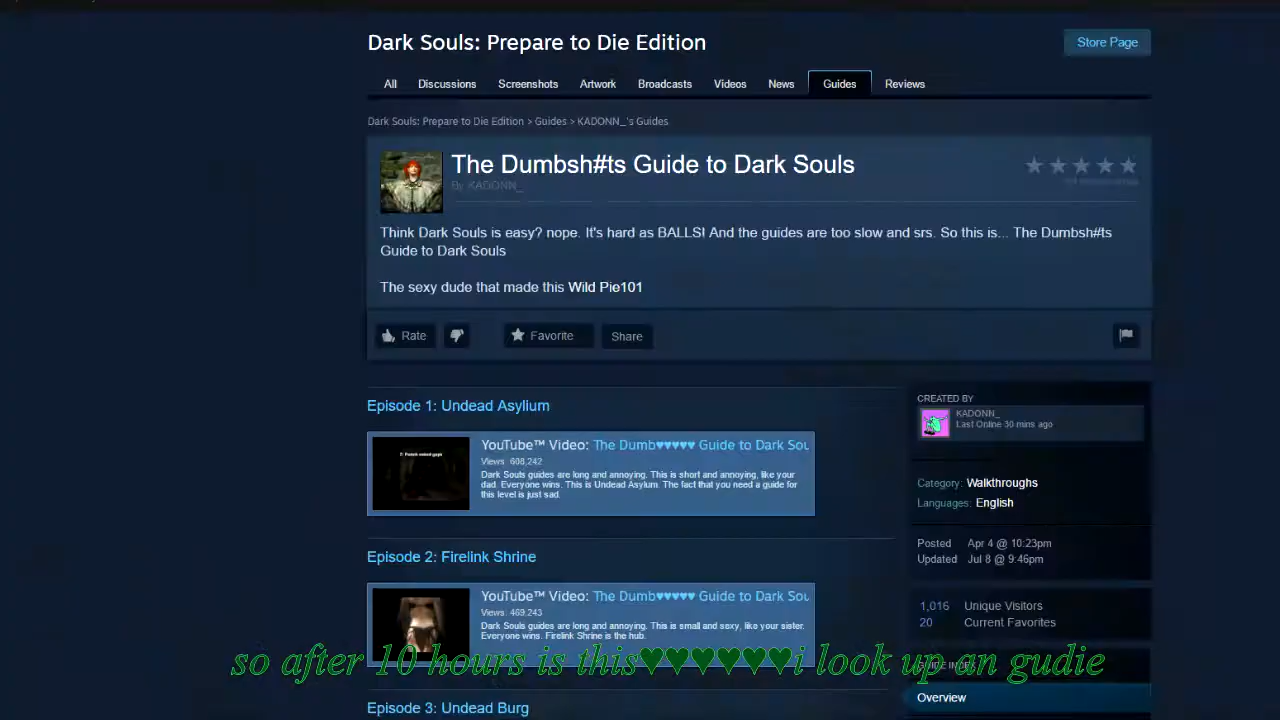 Dark Souls: Prepare to Die Edition
Store Page
All Discussions Screenshots Artwork Broadcasts Videos News Guides Reviews
Dark Souls: Prepare to Die Edition > Guides > KADONN_'s Guides
The Dumbsh#ts Guide to Dark Souls
By KADONN_
Think Dark Souls is easy? nope. It's hard as BALLS! And the guides are too slow and srs. So this is... The Dumbsh#ts
Guide to Dark Souls
The sexy dude that made this Wild Pie101
Rate Favorite Share
Episode 1: Undead Asylum
YouTube™ Video: The Dumb♥♥♥♥♥ Guide to Dark Sou
Views: 608,242
Dark Souls guides are long and annoying. This is short and annoying, like your
dad. Everyone wins. This is Undead Asylum. The fact that you need a guide for
this level is just sad.
CREATED BY
KADONN_
Last Online 30 mins ago
Category: Walkthroughs
Languages: English
Posted Apr 4 @ 10:23pm
Updated Jul 8 @ 9:46pm
Episode 2: Firelink Shrine
YouTube™ Video: The Dumb♥♥♥♥♥ Guide to Dark Sou
Views: 469,243
Dark Souls guides are long and annoying. This is small and sexy, like your sister.
Everyone wins. Firelink Shrine is the hub.
1,016 Unique Visitors
20 Current Favorites
so after 10 hours is this♥♥♥♥♥♥i look up an gudie
GUIDE INDEX
Overview
Episode 3: Undead Burg